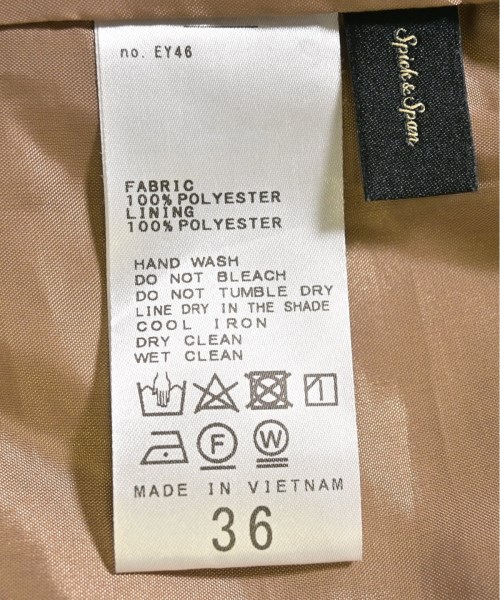 no. EY46
Spick & Span
FABRIC
100% POLYESTER
LINING
100% POLYESTER
HAND WASH
DO NOT BLEACH
DO NOT TUMBLE DRY
LINE DRY IN THE SHADE
COOL IRON
DRY CLEAN
WET CLEAN
F W
MADE IN VIETNAM
36